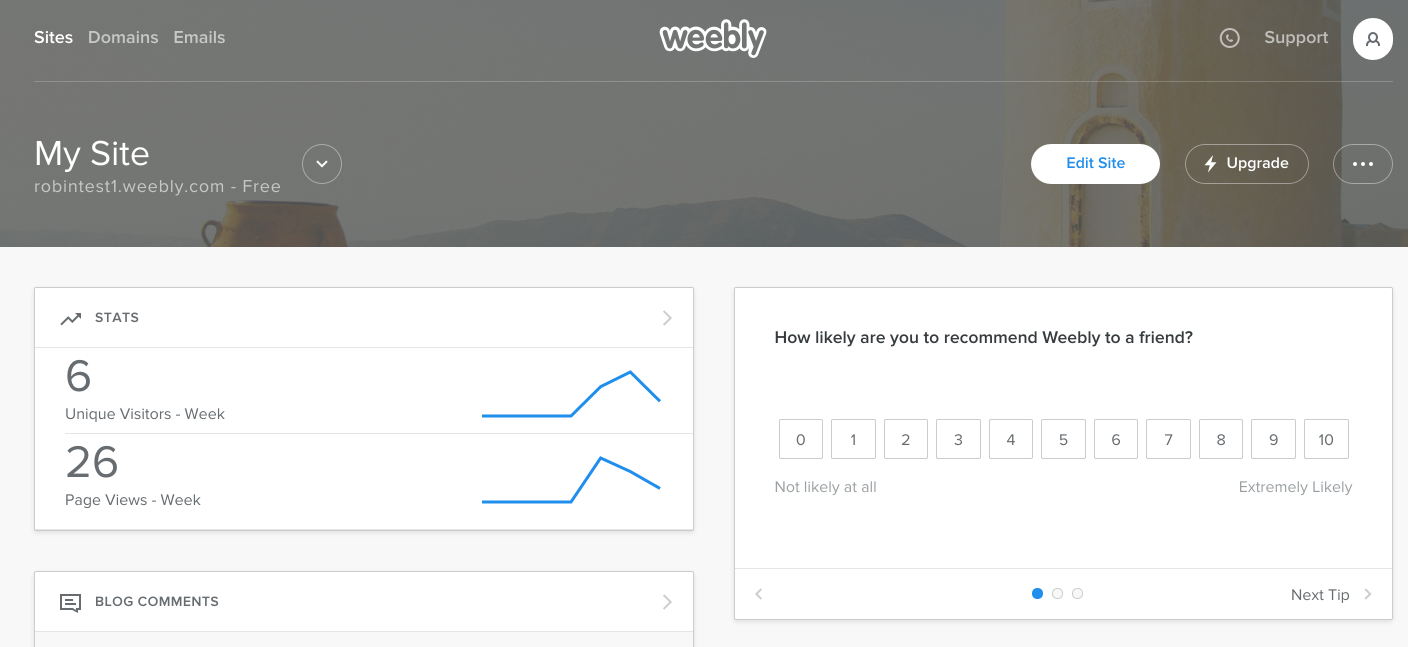 Sites Domains Emails
weebly
Support
My Site
robintest1.weebly.com - Free
Edit Site
Upgrade
STATS
6
Unique Visitors - Week
26
Page Views - Week
BLOG COMMENTS
How likely are you to recommend Weebly to a friend?
0 1 2 3 4 5 6 7 8 9 10
Not likely at all
Extremely Likely
Next Tip